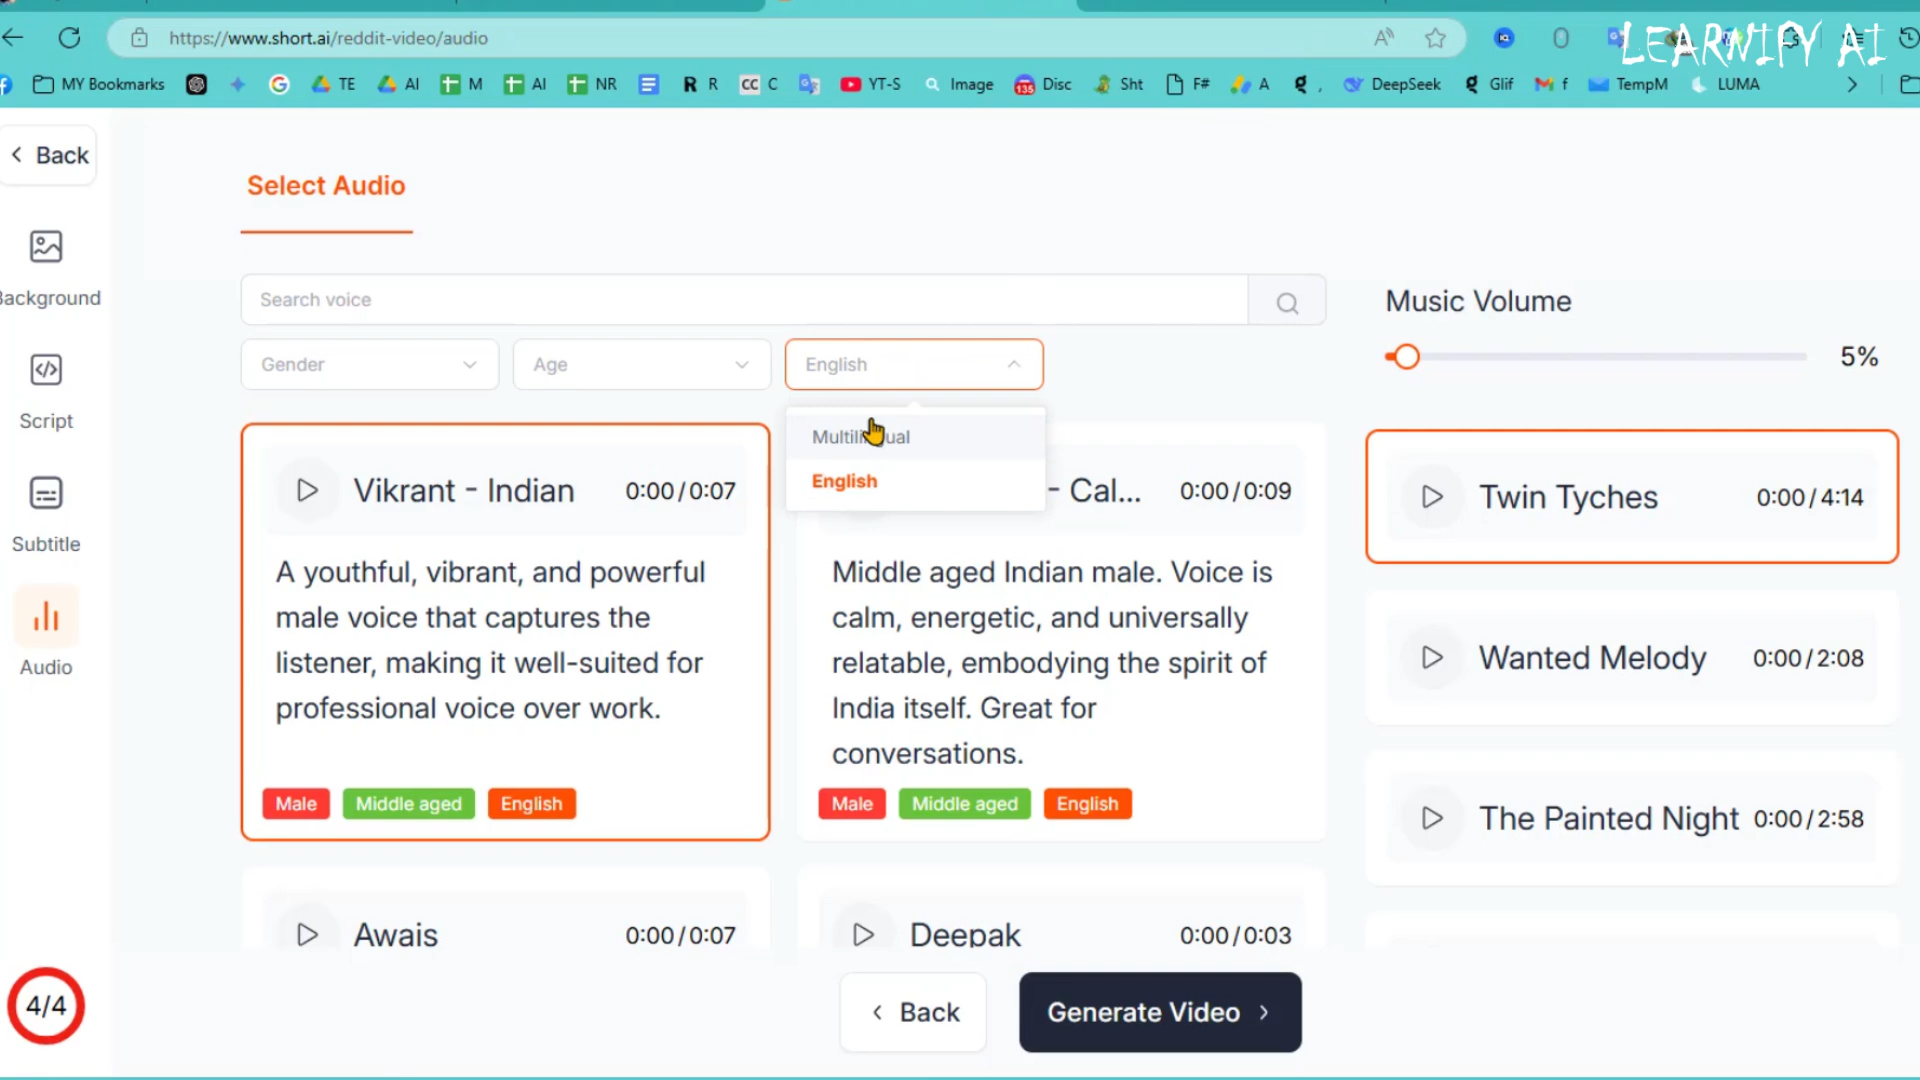 https://www.short.ai/reddit-video/audio
LEARNIFY AI
MY Bookmarks
TE
AI
M
AI
NR
R R
CC C
YT-S
Image
135 Disc
Sht
F#
A
DeepSeek
Glif
f
TempM
LUMA
Back
Select Audio
Background
Search voice
Music Volume
5%
Gender
Age
English
Multilingual
English
Script
Vikrant - Indian 0:00/0:07
- Cal... 0:00/0:09
Twin Tyches 0:00/4:14
Subtitle
A youthful, vibrant, and powerful
male voice that captures the
listener, making it well-suited for
professional voice over work.
Male
Middle aged
English
Middle aged Indian male. Voice is
calm, energetic, and universally
relatable, embodying the spirit of
India itself. Great for
conversations.
Male
Middle aged
English
Wanted Melody 0:00/2:08
Audio
The Painted Night 0:00/2:58
Awais 0:00/0:07
Deepak 0:00/0:03
4/4
Back
Generate Video